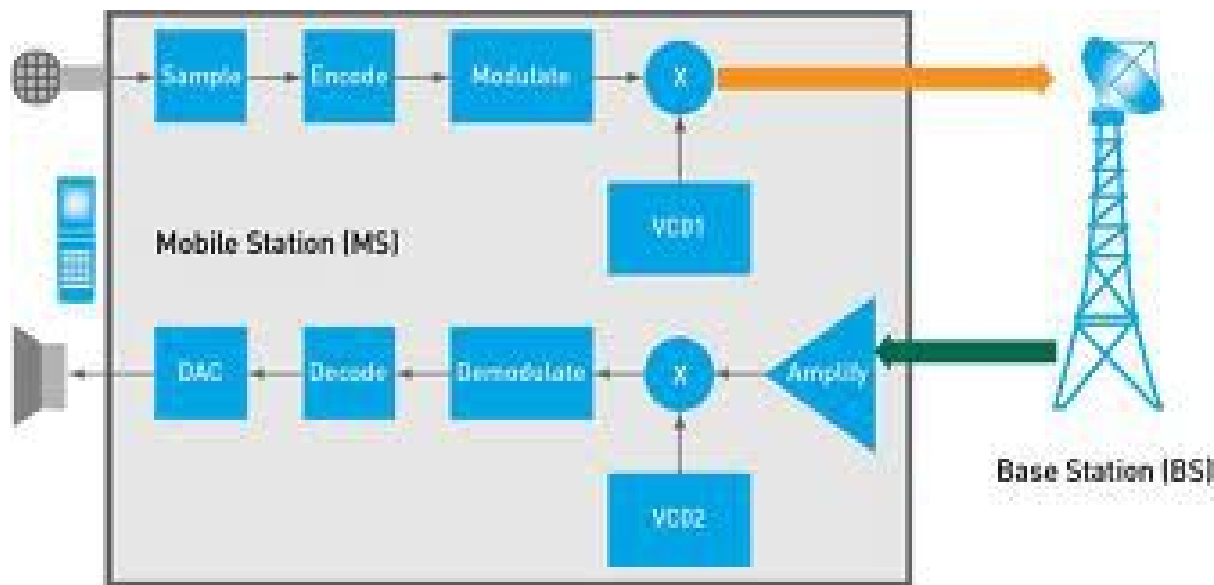 Sample
Encode
Modulate
X
VCO1
Mobile Station (MS)
DAC
Decode
Demodulate
X
Amplify
VCO2
Base Station (BS)